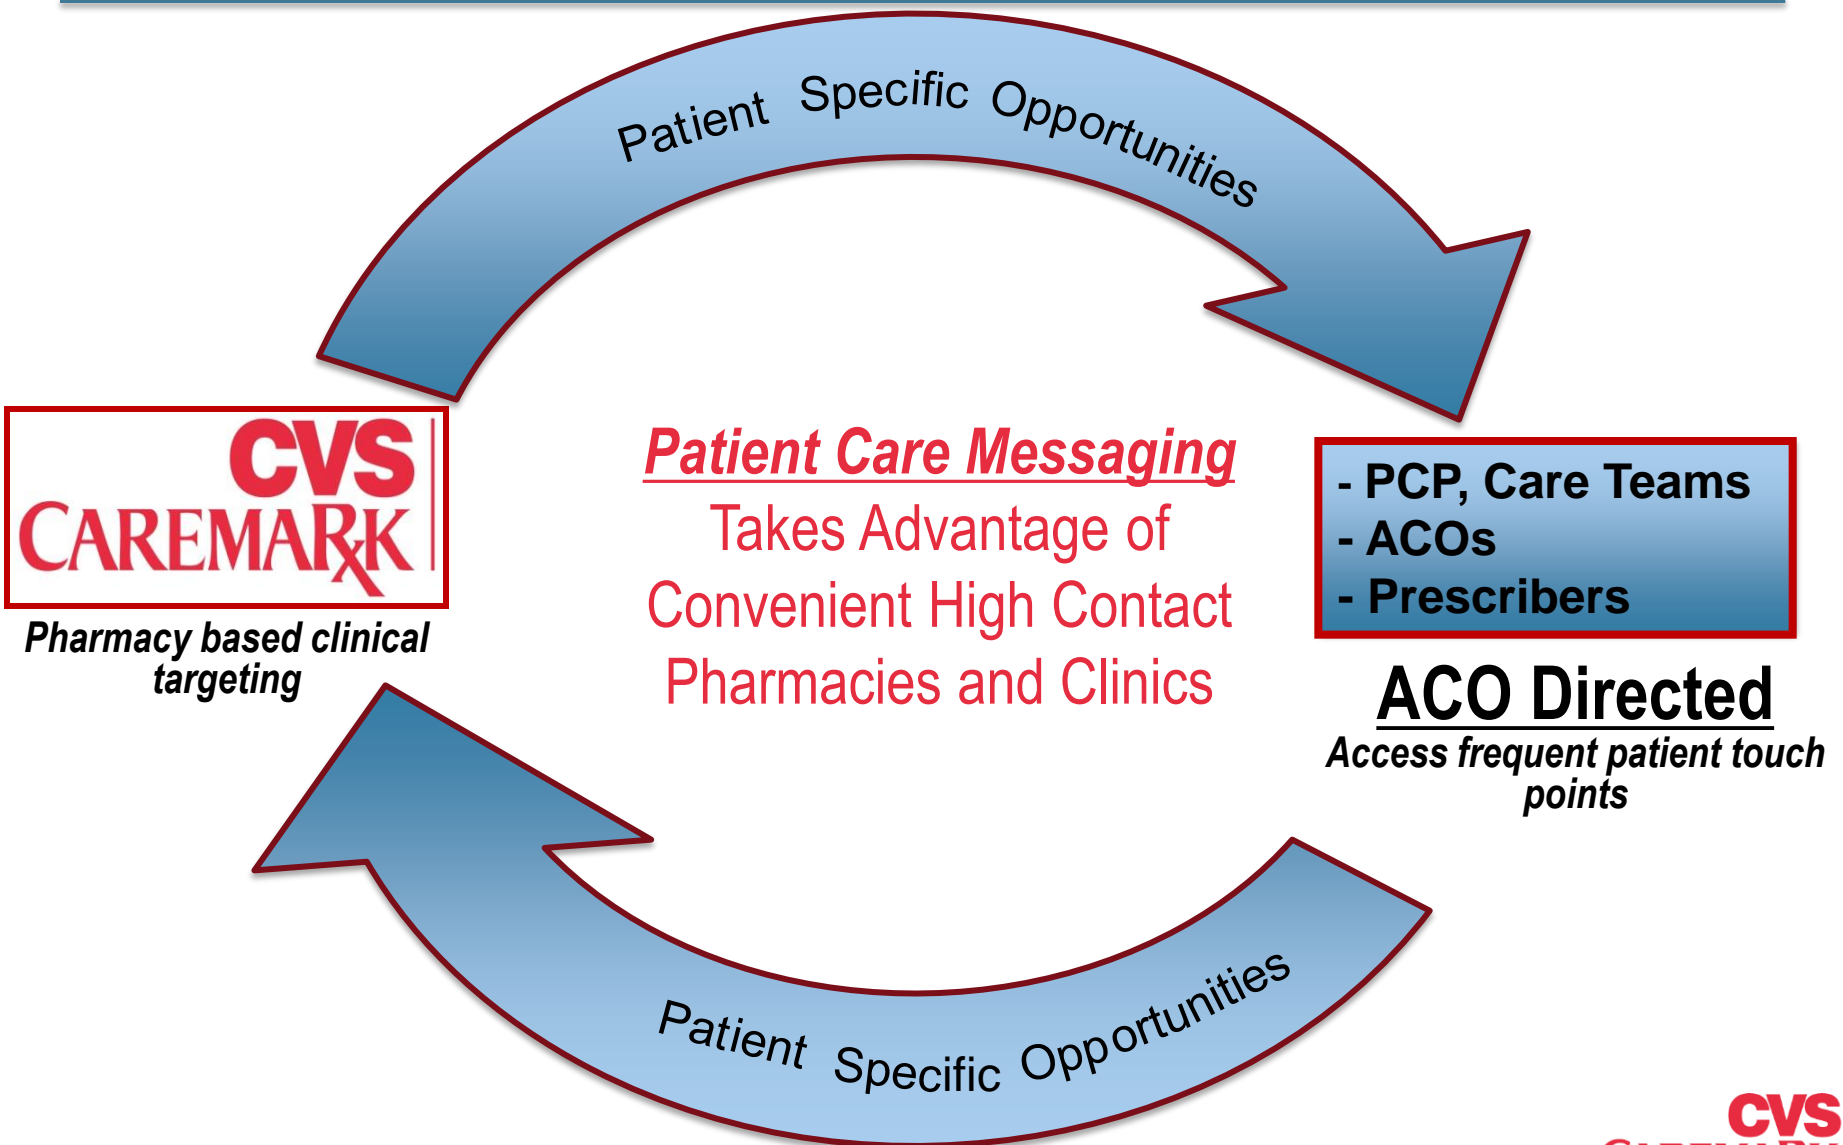 Patient Specific Opportunities
CVS
CAREMARK
Pharmacy based clinical
targeting
Patient Care Messaging
Takes Advantage of
Convenient High Contact
Pharmacies and Clinics
- PCP, Care Teams
- ACOs
- Prescribers
ACO Directed
Access frequent patient touch
points
Patient Specific Opportunities
CVS